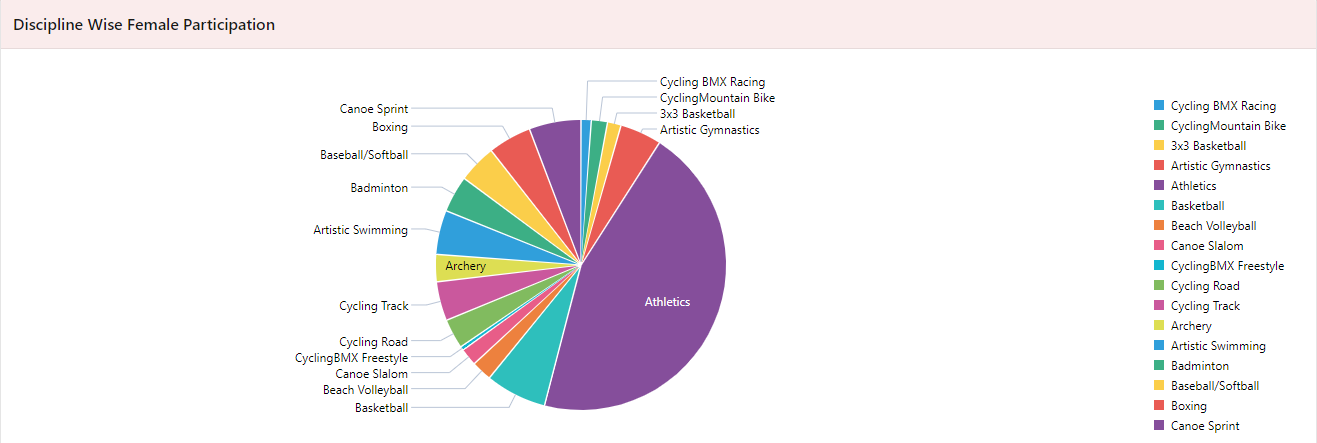 Discipline Wise Female Participation
Cycling BMX Racing
CyclingMountain Bike
3x3 Basketball
Artistic Gymnastics
Canoe Sprint
Boxing
Baseball/Softball
Badminton
Artistic Swimming
Archery
Cycling Track
Cycling Road
CyclingBMX Freestyle
Canoe Slalom
Beach Volleyball
Basketball
Athletics
Cycling BMX Racing
CyclingMountain Bike
3x3 Basketball
Artistic Gymnastics
Athletics
Basketball
Beach Volleyball
Canoe Slalom
CyclingBMX Freestyle
Cycling Road
Cycling Track
Archery
Artistic Swimming
Badminton
Baseball/Softball
Boxing
Canoe Sprint